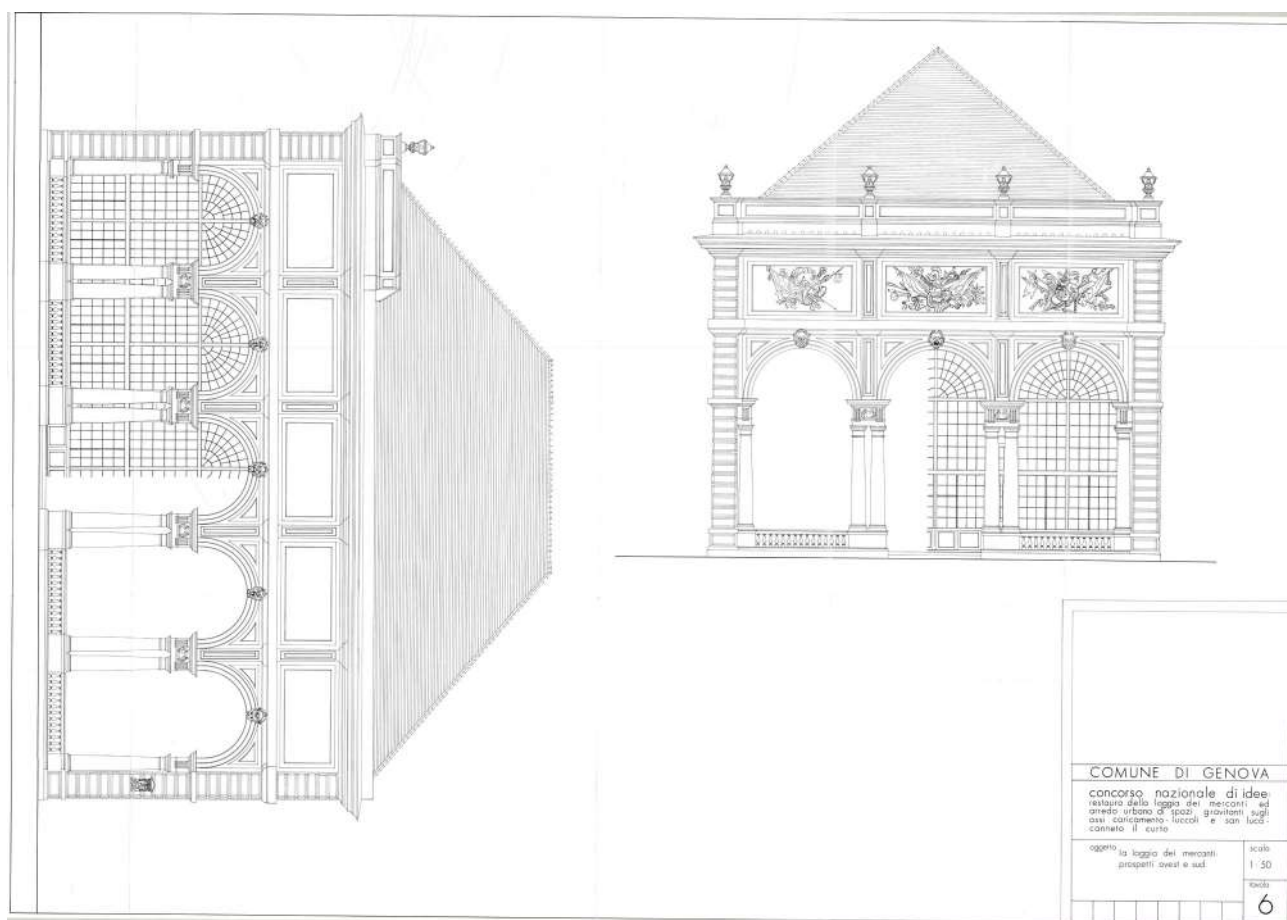 COMUNE DI GENOVA
concorso nazionale di idee
restauro della loggia dei mercanti ed
arredo urbano di spazi gravitanti sugli
assi caricamento-luccoli e san luca-
canneto il curto
oggetto
la loggia dei mercanti:
prospetti ovest e sud
scala
1:50
tavola
6